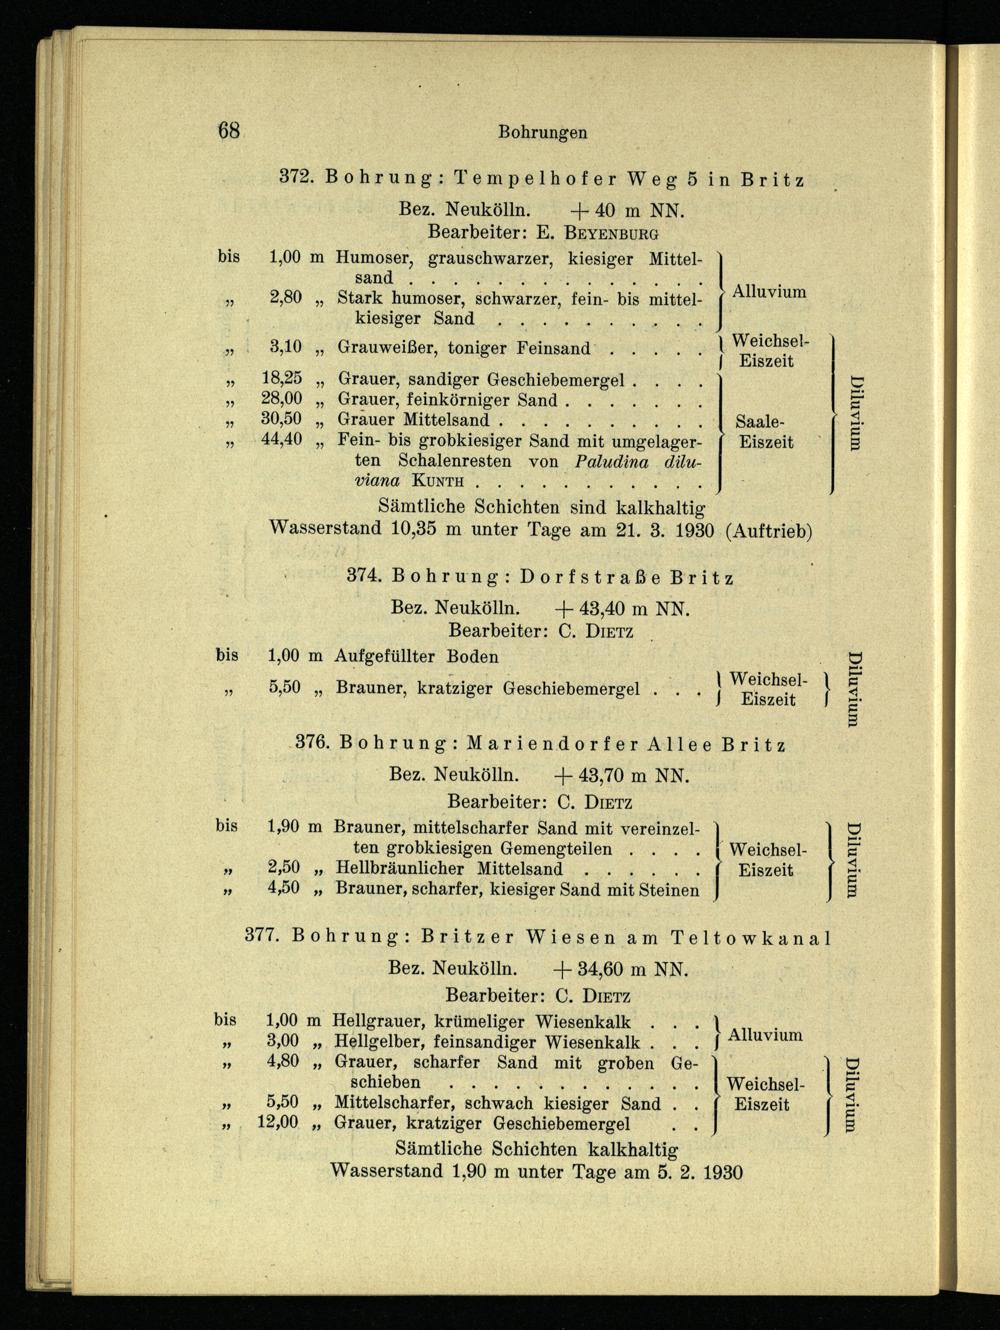 68 Bohrungen
372. Bohrung: Tempelhofer Weg 5 in Britz
Bez. Neukölln. + 40 m NN.
Bearbeiter: E. BEYENBURG
bis 1,00 m Humoser, grauschwarzer, kiesiger Mittel-
sand . . . . . . . . . . . . . .
„ 2,80 „ Stark humoser, schwarzer, fein- bis mittel-
kiesiger Sand . . . . . . . . . .
Alluvium
„ 3,10 „ Grauweißer, toniger Feinsand . . . . .
Weichsel-
Eiszeit
„ 18,25 „ Grauer, sandiger Geschiebemergel . . . .
„ 28,00 „ Grauer, feinkörniger Sand . . . . . . .
„ 30,50 „ Grauer Mittelsand . . . . . . . . . .
„ 44,40 „ Fein- bis grobkiesiger Sand mit umgelager-
ten Schalenresten von Paludina dilu-
viana KUNTH . . . . . . . . . . .
Saale-
Eiszeit
Diluvium
Sämtliche Schichten sind kalkhaltig
Wasserstand 10,35 m unter Tage am 21. 3. 1930 (Auftrieb)
374. Bohrung: Dorfstraße Britz
Bez. Neukölln. + 43,40 m NN.
Bearbeiter: C. DIETZ
bis 1,00 m Aufgefüllter Boden
„ 5,50 „ Brauner, kratziger Geschiebemergel . . .
Weichsel-
Eiszeit
Diluvium
376. Bohrung: Mariendorfer Allee Britz
Bez. Neukölln. + 43,70 m NN.
Bearbeiter: C. DIETZ
bis 1,90 m Brauner, mittelscharfer Sand mit vereinzel-
ten grobkiesigen Gemengteilen . . . .
„ 2,50 „ Hellbräunlicher Mittelsand . . . . . .
„ 4,50 „ Brauner, scharfer, kiesiger Sand mit Steinen
Weichsel-
Eiszeit
Diluvium
377. Bohrung: Britzer Wiesen am Teltowkanal
Bez. Neukölln. + 34,60 m NN.
Bearbeiter: C. DIETZ
bis 1,00 m Hellgrauer, krümeliger Wiesenkalk . . .
„ 3,00 „ Hellgelber, feinsandiger Wiesenkalk . . .
Alluvium
„ 4,80 „ Grauer, scharfer Sand mit groben Ge-
schieben . . . . . . . . . . . .
„ 5,50 „ Mittelscharfer, schwach kiesiger Sand . .
„ 12,00 „ Grauer, kratziger Geschiebemergel . .
Weichsel-
Eiszeit
Diluvium
Sämtliche Schichten kalkhaltig
Wasserstand 1,90 m unter Tage am 5. 2. 1930